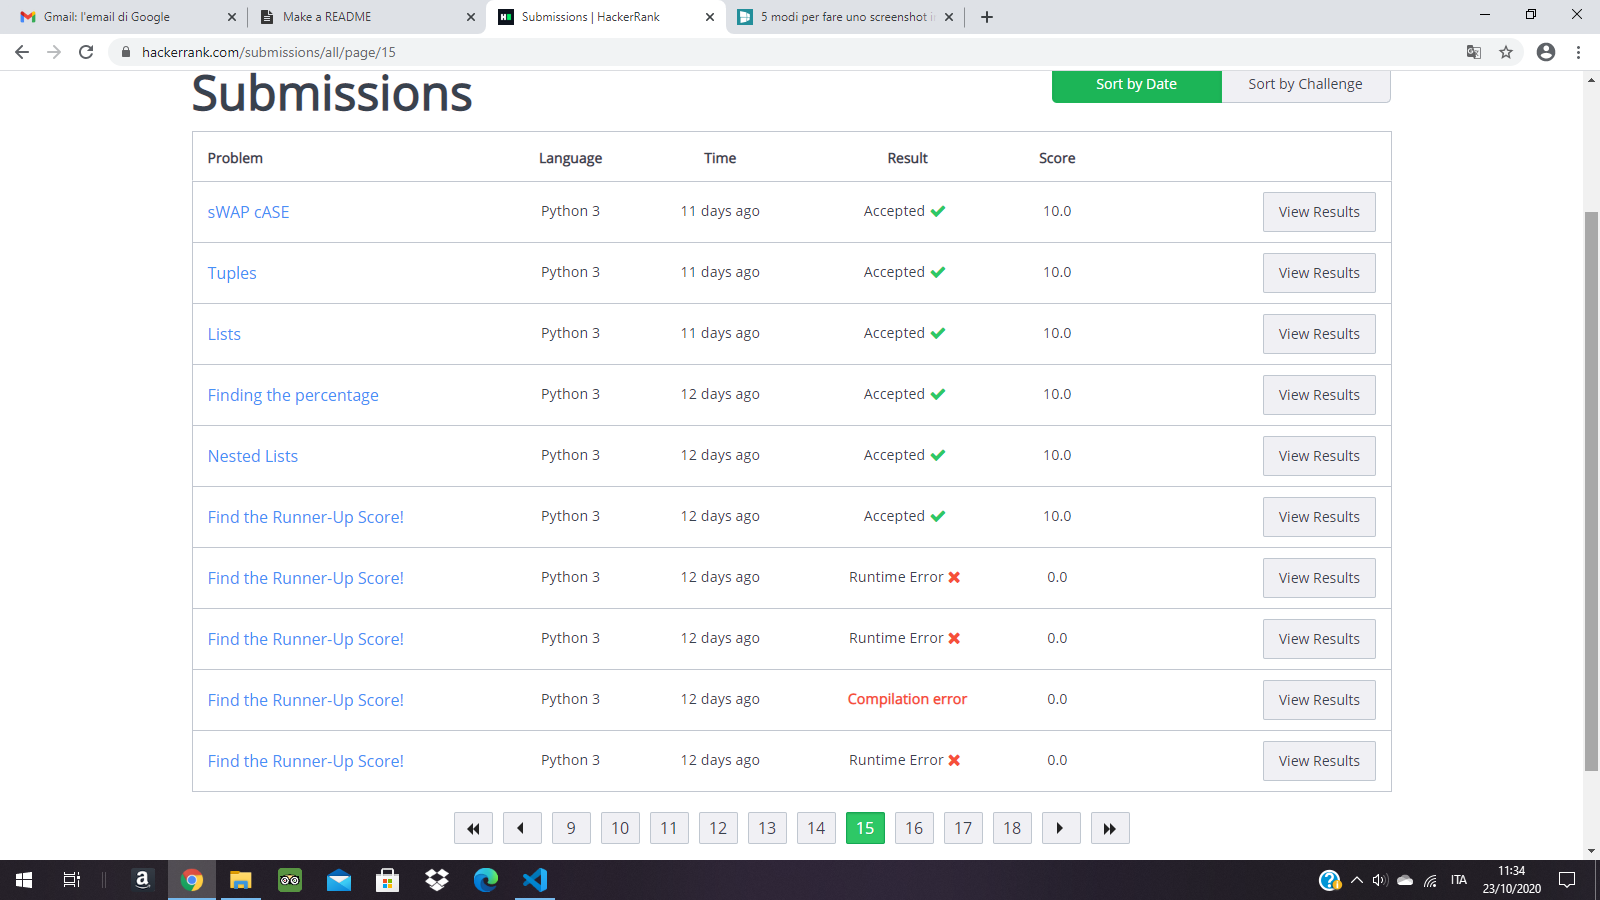 Gmail: l'email di Google
Make a README
Submissions | HackerRank
5 modi per fare uno screenshot i
hackerrank.com/submissions/all/page/15
Submissions
Sort by Date
Sort by Challenge
Problem Language Time Result Score
sWAP cASE Python 3 11 days ago Accepted 10.0 View Results
Tuples Python 3 11 days ago Accepted 10.0 View Results
Lists Python 3 11 days ago Accepted 10.0 View Results
Finding the percentage Python 3 12 days ago Accepted 10.0 View Results
Nested Lists Python 3 12 days ago Accepted 10.0 View Results
Find the Runner-Up Score! Python 3 12 days ago Accepted 10.0 View Results
Find the Runner-Up Score! Python 3 12 days ago Runtime Error 0.0 View Results
Find the Runner-Up Score! Python 3 12 days ago Runtime Error 0.0 View Results
Find the Runner-Up Score! Python 3 12 days ago Compilation error 0.0 View Results
Find the Runner-Up Score! Python 3 12 days ago Runtime Error 0.0 View Results
9 10 11 12 13 14 15 16 17 18
ITA
11:34
23/10/2020